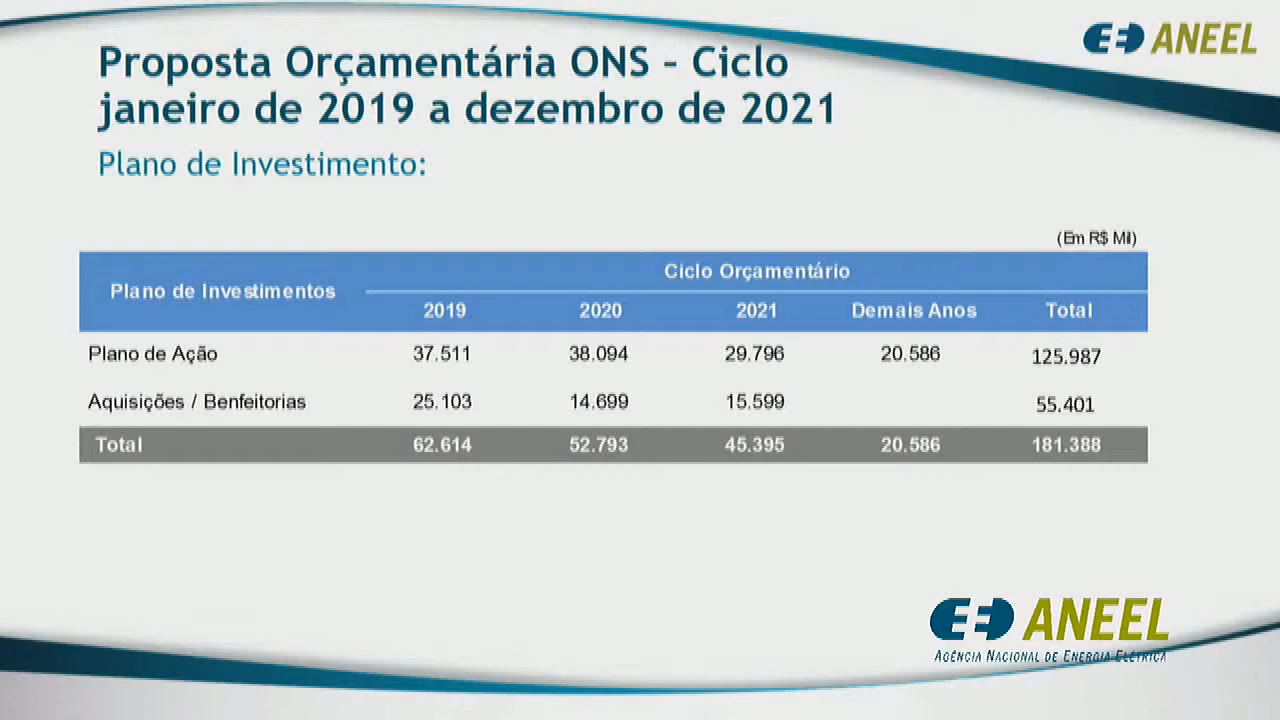 ANEEL
Proposta Orçamentária ONS – Ciclo
janeiro de 2019 a dezembro de 2021
Plano de Investimento:
(Em R$ Mil)
Plano de Investimentos Ciclo Orçamentário
2019 2020 2021 Demais Anos Total
Plano de Ação 37.511 38.094 29.796 20.586 125.987
Aquisições / Benfeitorias 25.103 14.699 15.599 55.401
Total 62.614 52.793 45.395 20.586 181.388
ANEEL
AGÊNCIA NACIONAL DE ENERGIA ELÉTRICA